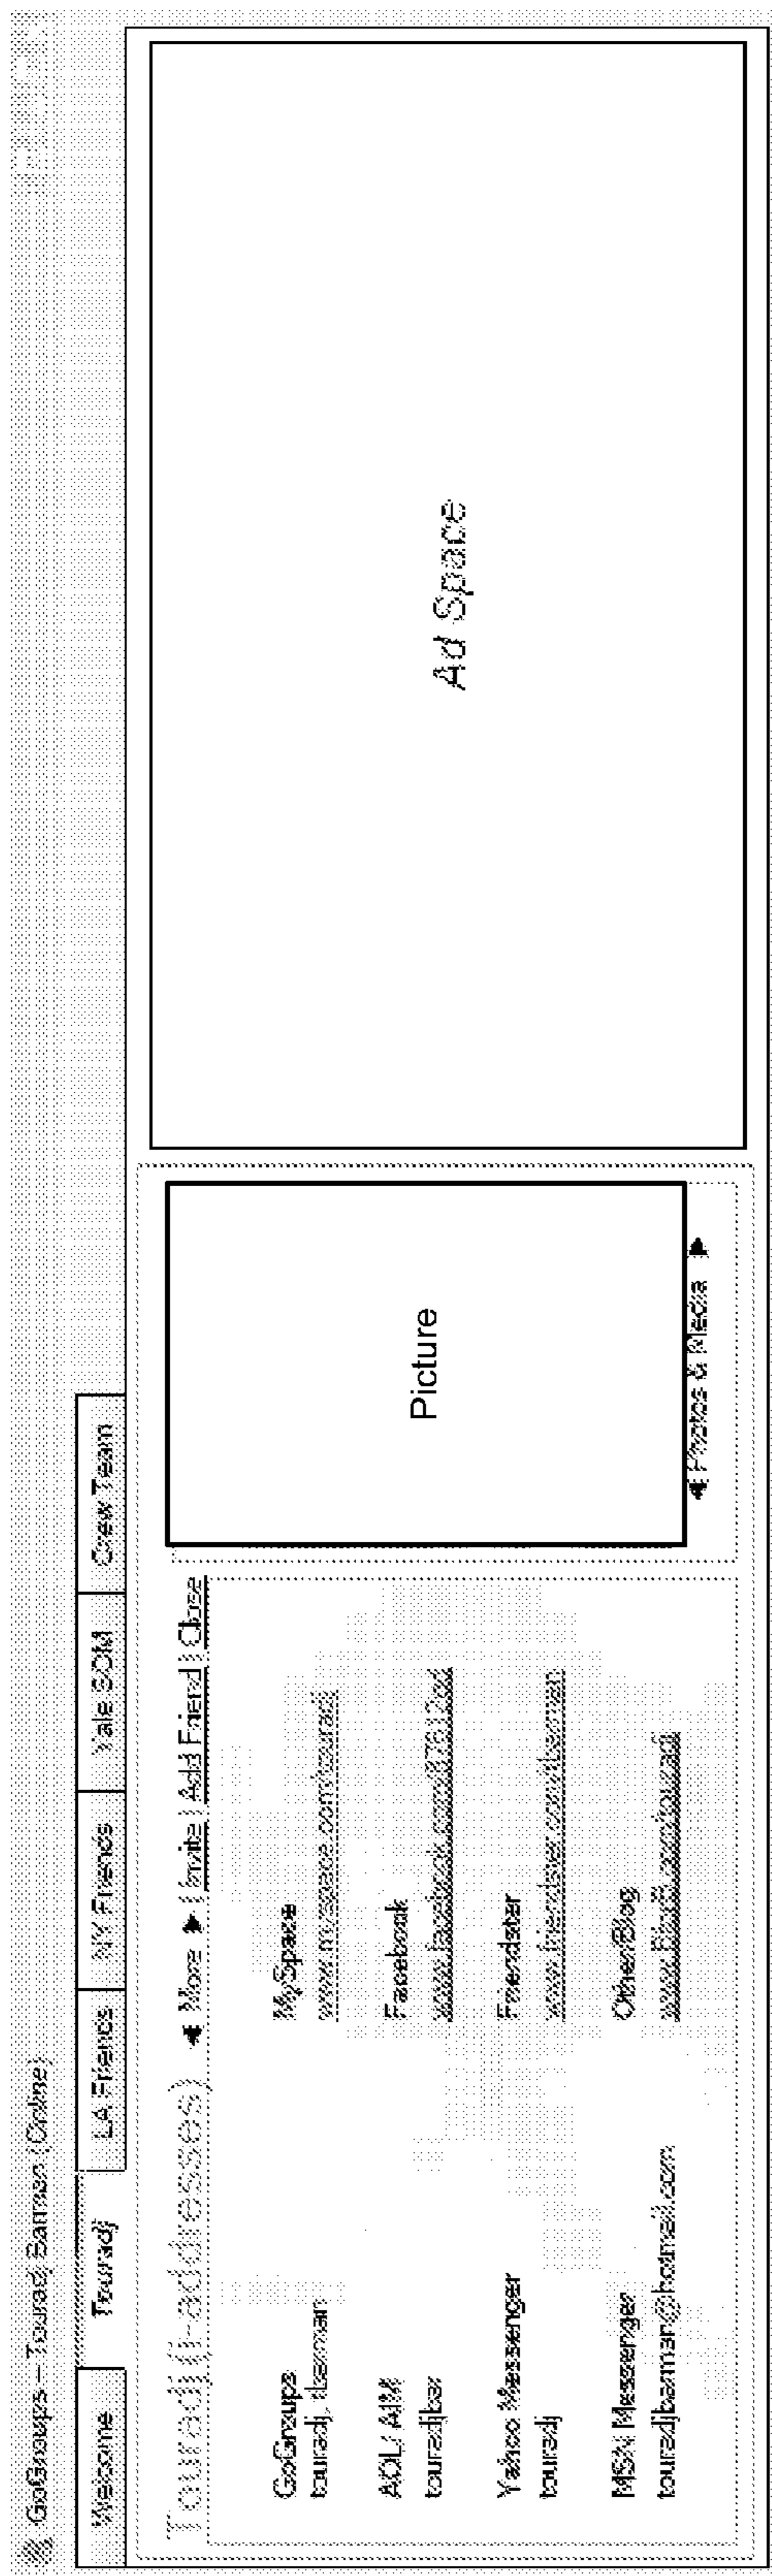 GoGroups – Touradj Barman (Online)
Welcome
Touradj
LA Friends
NY Friends
Yale SOM
Crew Team
Touradj (I-addresses)
◀ More ▶ | Invite | Add Friend | Close
GoGroups
touradj, tbarman
AOL/ AIM
touradjbar
Yahoo Messenger
touradj
MSN Messenger
touradjbarman@hotmail.com
MySpace
www.myspace.com/touradj
Facebook
Friendster
www.friendster.com/tbarman
Other/Blog
Picture
◀ Photos & Media ▶
Ad Space